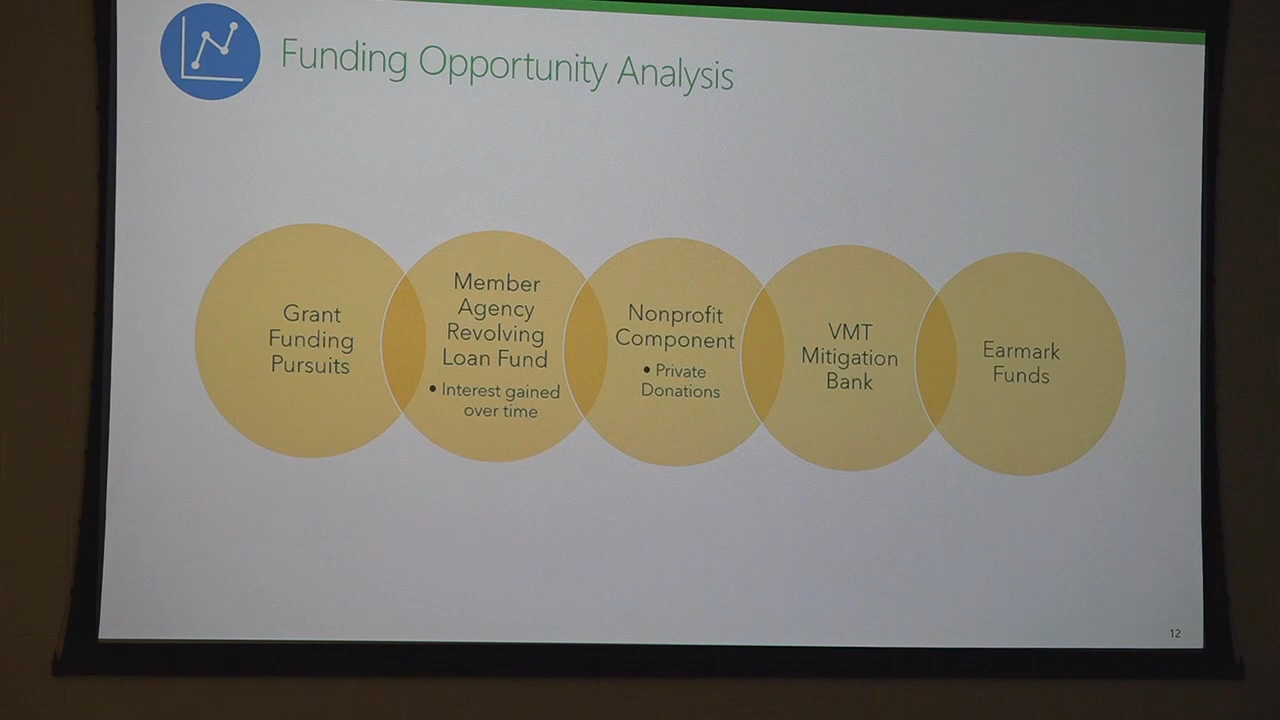 Funding Opportunity Analysis
Grant
Funding
Pursuits
Member
Agency
Revolving
Loan Fund
• Interest gained
over time
Nonprofit
Component
• Private
Donations
VMT
Mitigation
Bank
Earmark
Funds
12